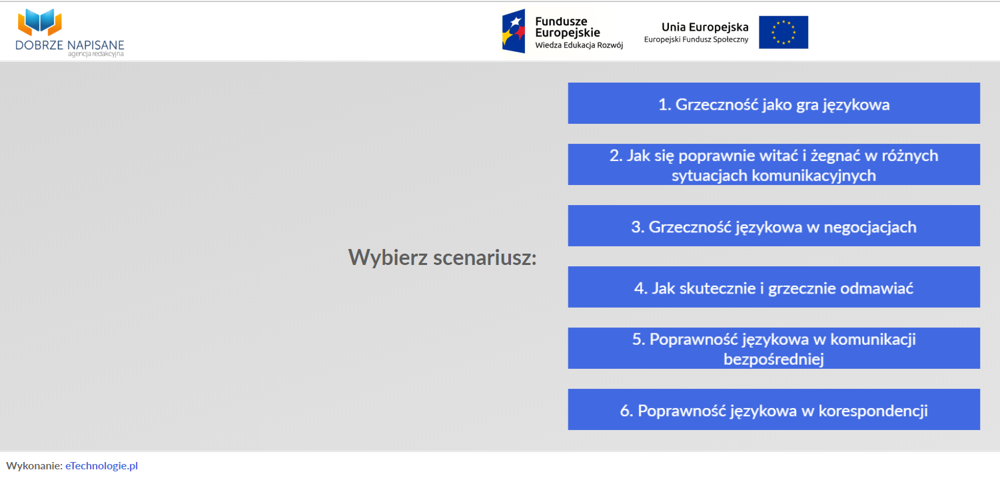 DOBRZE NAPISANE
agencja redakcyjna
Fundusze
Europejskie
Wiedza Edukacja Rozwój
Unia Europejska
Europejski Fundusz Społeczny
Wybierz scenariusz:
1. Grzeczność jako gra językowa
2. Jak się poprawnie witać i żegnać w różnych
sytuacjach komunikacyjnych
3. Grzeczność językowa w negocjacjach
4. Jak skutecznie i grzecznie odmawiać
5. Poprawność językowa w komunikacji
bezpośredniej
6. Poprawność językowa w korespondencji
Wykonanie: eTechnologie.pl